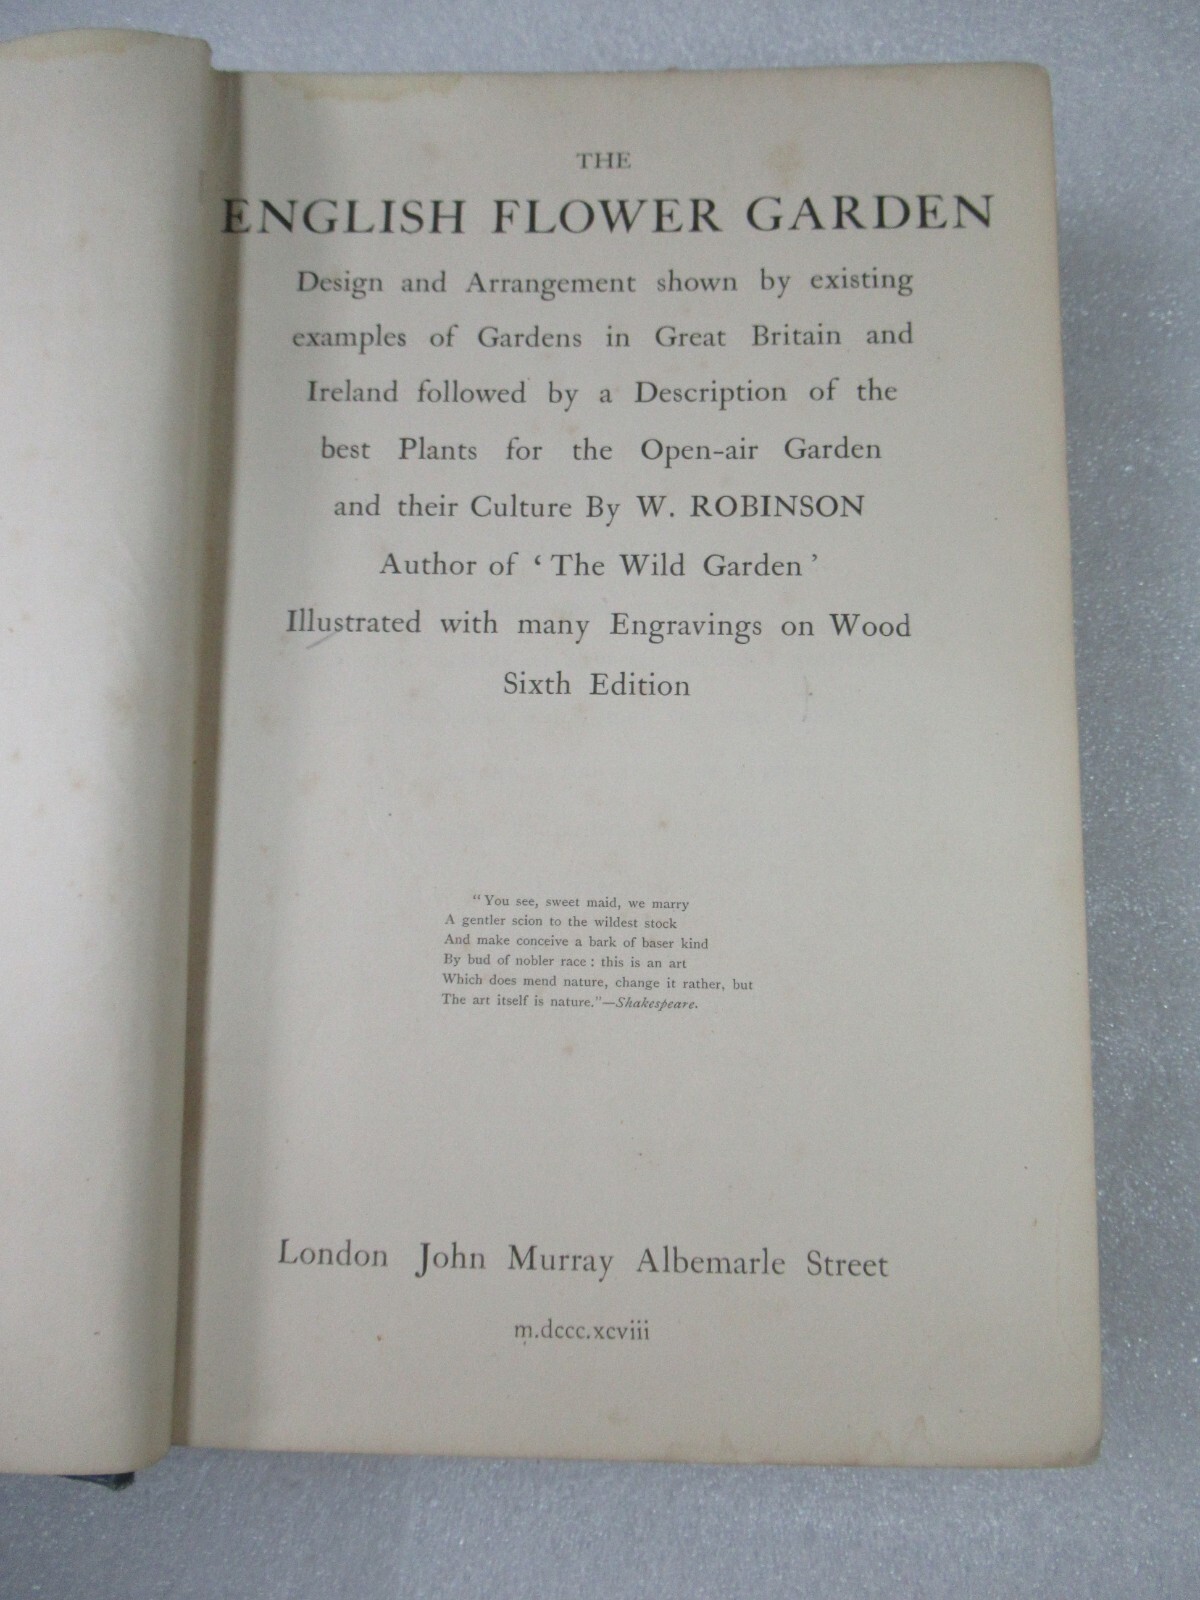 THE
ENGLISH FLOWER GARDEN
Design and Arrangement shown by existing
examples of Gardens in Great Britain and
Ireland followed by a Description of the
best Plants for the Open-air Garden
and their Culture By W. ROBINSON
Author of ‘The Wild Garden’
Illustrated with many Engravings on Wood
Sixth Edition
“You see, sweet maid, we marry
A gentler scion to the wildest stock
And make conceive a bark of baser kind
By bud of nobler race: this is an art
Which does mend nature, change it rather, but
The art itself is nature.”—Shakespeare.
London John Murray Albemarle Street
m.dccc.xcviii